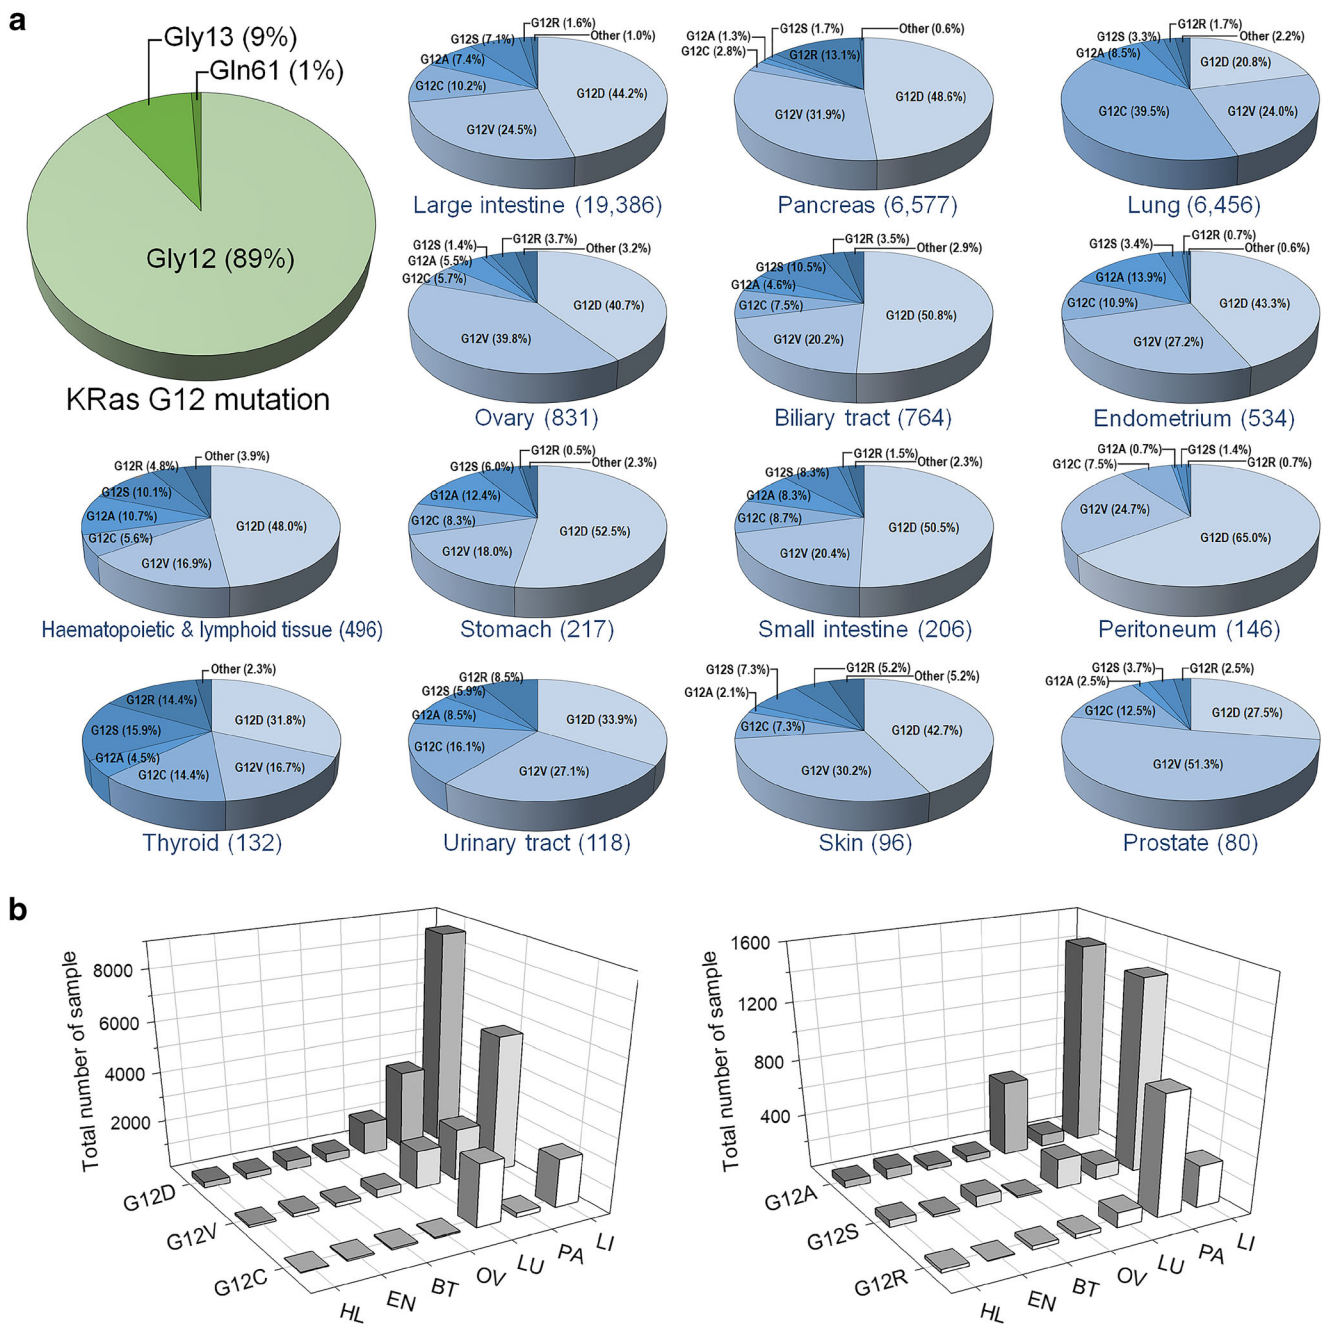 a
Gly13 (9%)
Gln61 (1%)
Gly12 (89%)
KRas G12 mutation
G12R (1.6%)
G12S (7.1%)
Other (1.0%)
G12A (7.4%)
G12C (10.2%)
G12D (44.2%)
G12V (24.5%)
Large intestine (19,386)
G12S (1.7%)
Other (0.6%)
G12A (1.3%)
G12C (2.8%)
G12R (13.1%)
G12D (48.6%)
G12V (31.9%)
Pancreas (6,577)
G12R (1.7%)
G12S (3.3%)
Other (2.2%)
G12A (8.5%)
G12D (20.8%)
G12C (39.5%)
G12V (24.0%)
Lung (6,456)
G12R (3.7%)
G12S (1.4%)
Other (3.2%)
G12A (5.5%)
G12C (5.7%)
G12D (40.7%)
G12V (39.8%)
Ovary (831)
G12R (3.5%)
Other (2.9%)
G12S (10.5%)
G12A (4.6%)
G12C (7.5%)
G12D (50.8%)
G12V (20.2%)
Biliary tract (764)
G12R (0.7%)
G12S (3.4%)
Other (0.6%)
G12A (13.9%)
G12C (10.9%)
G12D (43.3%)
G12V (27.2%)
Endometrium (534)
Other (3.9%)
G12R (4.8%)
G12S (10.1%)
G12A (10.7%)
G12C (5.6%)
G12D (48.0%)
G12V (16.9%)
Haematopoietic & lymphoid tissue (496)
G12R (0.5%)
G12S (6.0%)
Other (2.3%)
G12A (12.4%)
G12C (8.3%)
G12D (52.5%)
G12V (18.0%)
Stomach (217)
G12R (1.5%)
Other (2.3%)
G12S (8.3%)
G12A (8.3%)
G12C (8.7%)
G12D (50.5%)
G12V (20.4%)
Small intestine (206)
G12A (0.7%)
G12S (1.4%)
G12C (7.5%)
G12R (0.7%)
G12V (24.7%)
G12D (65.0%)
Peritoneum (146)
Other (2.3%)
G12R (14.4%)
G12D (31.8%)
G12S (15.9%)
G12A (4.5%)
G12C (14.4%)
G12V (16.7%)
Thyroid (132)
G12R (8.5%)
G12S (5.9%)
G12A (8.5%)
G12D (33.9%)
G12C (16.1%)
G12V (27.1%)
Urinary tract (118)
G12S (7.3%)
G12R (5.2%)
Other (5.2%)
G12A (2.1%)
G12C (7.3%)
G12D (42.7%)
G12V (30.2%)
Skin (96)
G12S (3.7%)
G12R (2.5%)
G12A (2.5%)
G12C (12.5%)
G12D (27.5%)
G12V (51.3%)
Prostate (80)
b
Total number of sample
8000
6000
4000
2000
G12D
G12V
G12C
HL
EN
BT
OV
LU
PA
LI
Total number of sample
1600
1200
800
400
G12A
G12S
G12R
HL
EN
BT
OV
LU
PA
LI